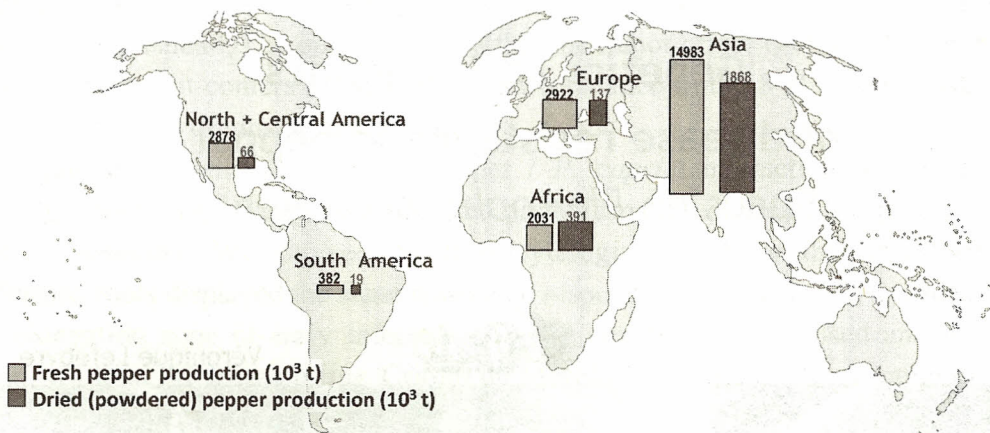 Asia
14983
1868
Europe
2922
137
North + Central America
2878
66
Africa
2031
391
South America
382
19
Fresh pepper production (10³ t)
Dried (powdered) pepper production (10³ t)